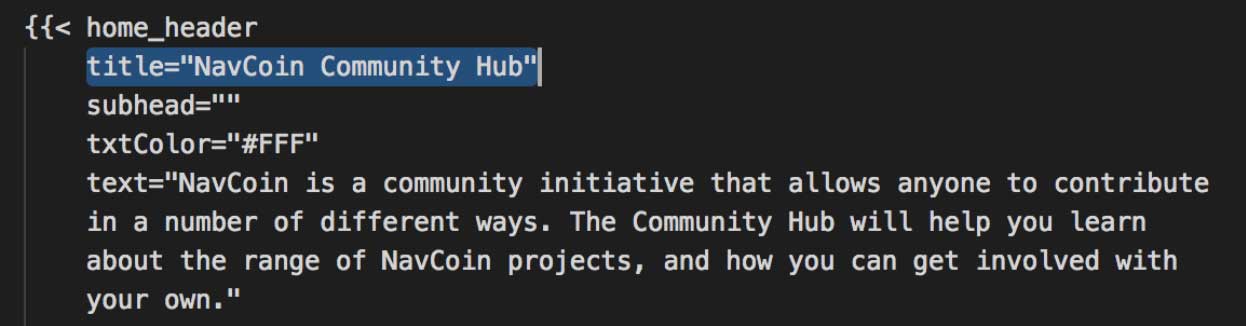 {{< home_header
title="NavCoin Community Hub"
subhead=""
txtColor="#FFF"
text="NavCoin is a community initiative that allows anyone to contribute
in a number of different ways. The Community Hub will help you learn
about the range of NavCoin projects, and how you can get involved with
your own."